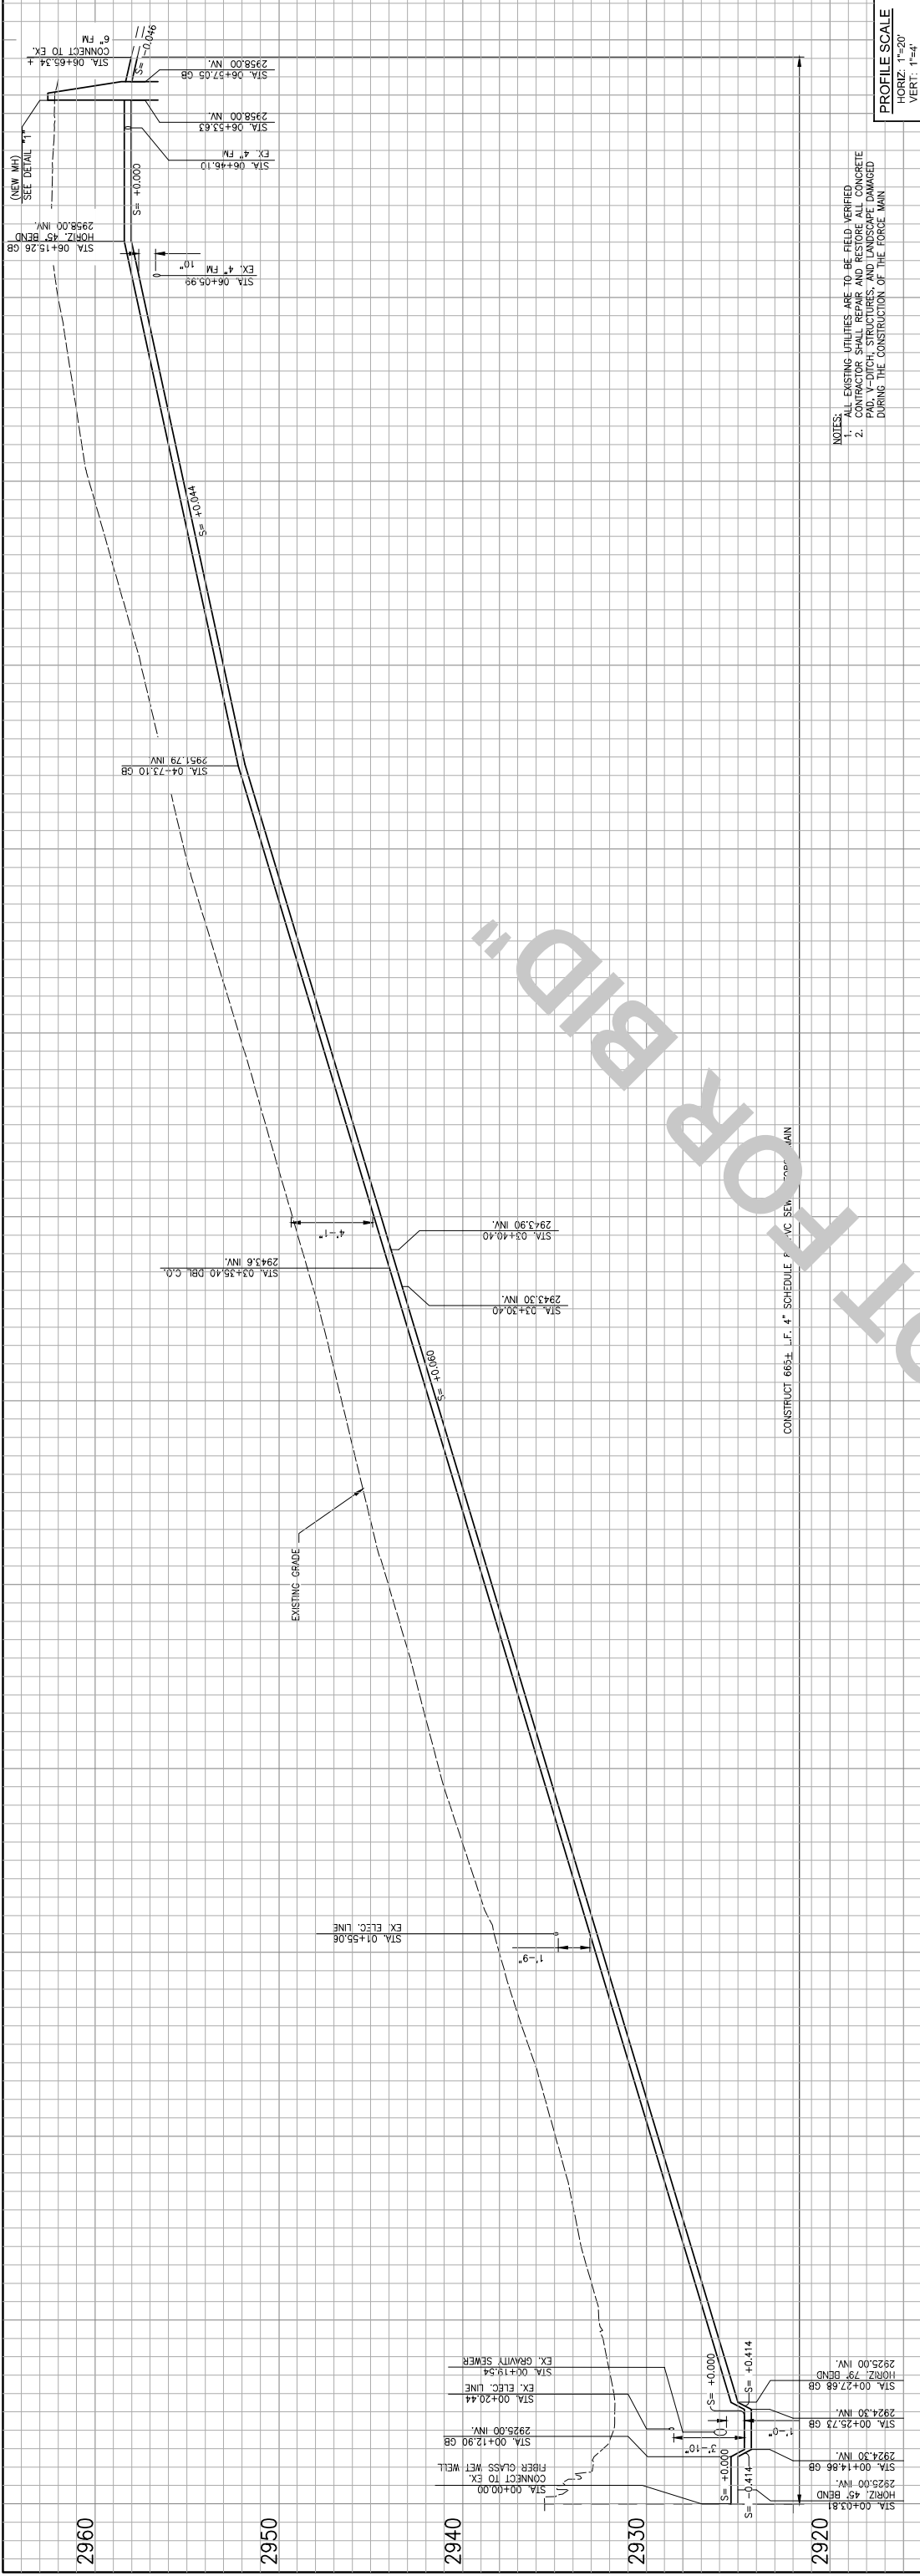 2960
2950
2940
2930
2920
STA. 00+00.00
CONNECT TO EX.
FIBER GLASS WET WELL
STA. 00+03.81
HORIZ. 45° BEND
2925.00 INV.
S= +0.000
S= -0.414
STA. 00+12.90 GB
2925.00 INV.
STA. 00+14.86 GB
2924.30 INV.
3'-10"
1'-0"
STA. 00+20.44
EX. ELEC. LINE
STA. 00+19.54
EX. GRAVITY SEWER
STA. 00+25.73 GB
2924.30 INV.
S= +0.000
S= +0.414
STA. 00+27.68 GB
HORIZ. 79° BEND
2925.00 INV.
STA. 01+55.06
EX. ELEC. LINE
1'-9"
EXISTING GRADE
S= +0.060
STA. 03+30.40
2943.30 INV.
STA. 03+35.40 DBL C.O.
2943.6 INV.
STA. 03+40.40
2943.90 INV.
4'-1"
STA. 04+73.10 GB
2951.79 INV
S= +0.044
STA. 06+05.99
EX. 4" FM
10"
STA. 06+15.26 GB
HORIZ. 45° BEND
2958.00 INV.
S= +0.000
STA. 06+46.10
EX. 4" FM
STA. 06+53.63
2958.00 INV.
STA. 06+57.05 GB
2958.00 INV.
(NEW MH)
SEE DETAIL "1"
S= -0.046
STA. 06+65.34 ±
CONNECT TO EX.
6" FM
CONSTRUCT 665± L.F. 4" SCHEDULE
NOTES:
1. ALL EXISTING UTILITIES ARE TO BE FIELD VERIFIED
2. CONTRACTOR SHALL REPAIR AND RESTORE ALL CONCRETE
PAD, V-DITCH, STRUCTURES, AND LANDSCAPE DAMAGED
DURING THE CONSTRUCTION OF THE FORCE MAIN
PROFILE SCALE
HORIZ: 1"=20'
VERT: 1"=4'
FOR BID"